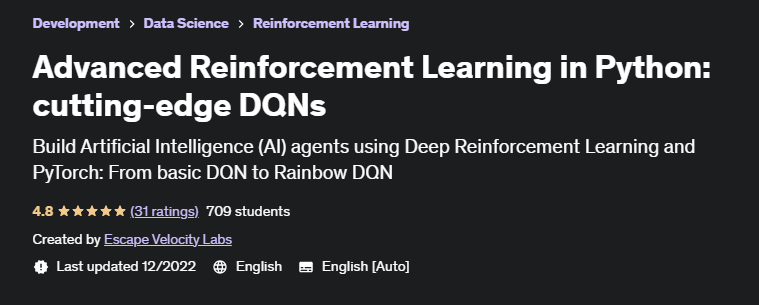 Development > Data Science > Reinforcement Learning
Advanced Reinforcement Learning in Python:
cutting-edge DQNs
Build Artificial Intelligence (AI) agents using Deep Reinforcement Learning and
PyTorch: From basic DQN to Rainbow DQN
4.8 ★★★★★ (31 ratings) 709 students
Created by Escape Velocity Labs
Last updated 12/2022 English English [Auto]